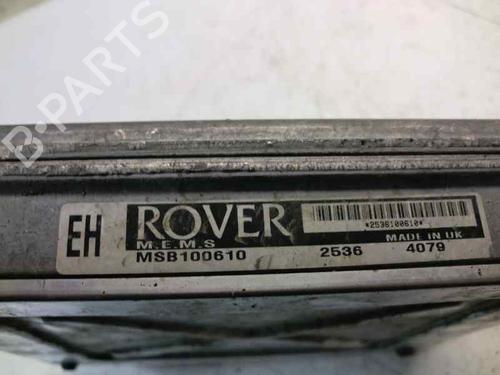 B-PARTS
EH
ROVER
*2536100610*
M.E.M.S
MADE IN UK
MSB100610 2536 4079